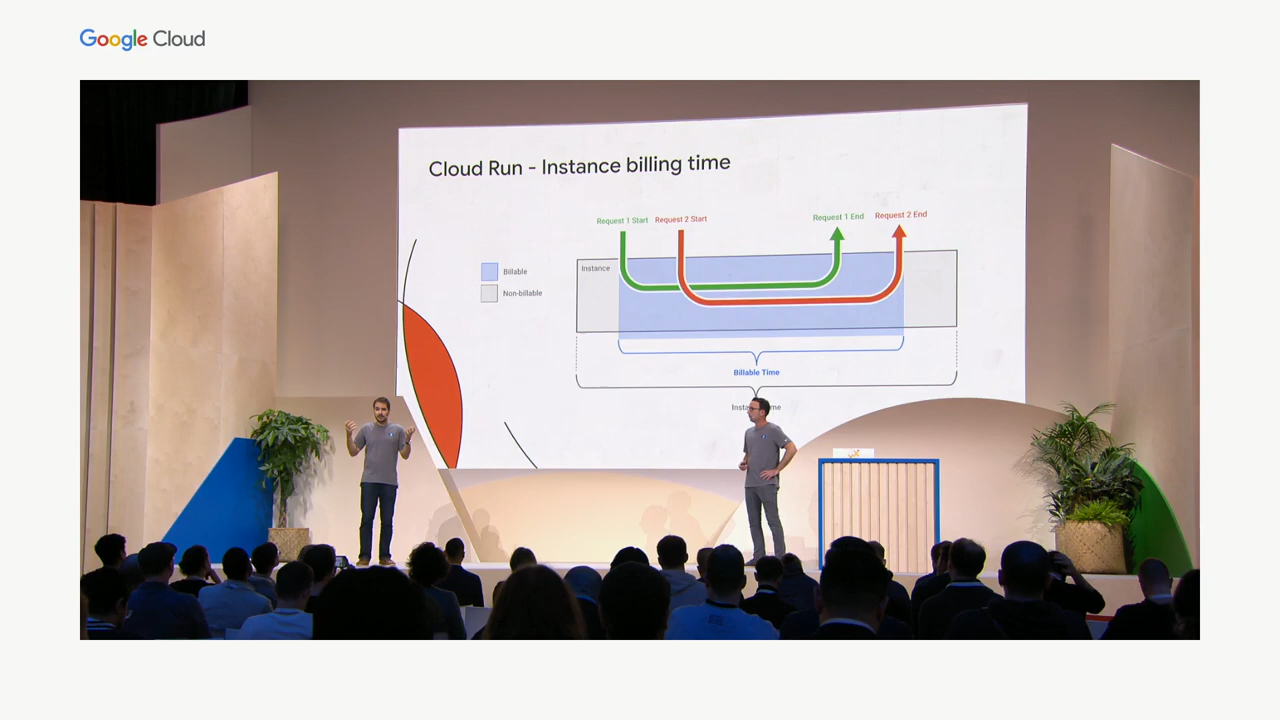 Google Cloud
Cloud Run - Instance billing time
Request 1 Start
Request 2 Start
Request 1 End
Request 2 End
Instance
Billable
Non-billable
Billable Time